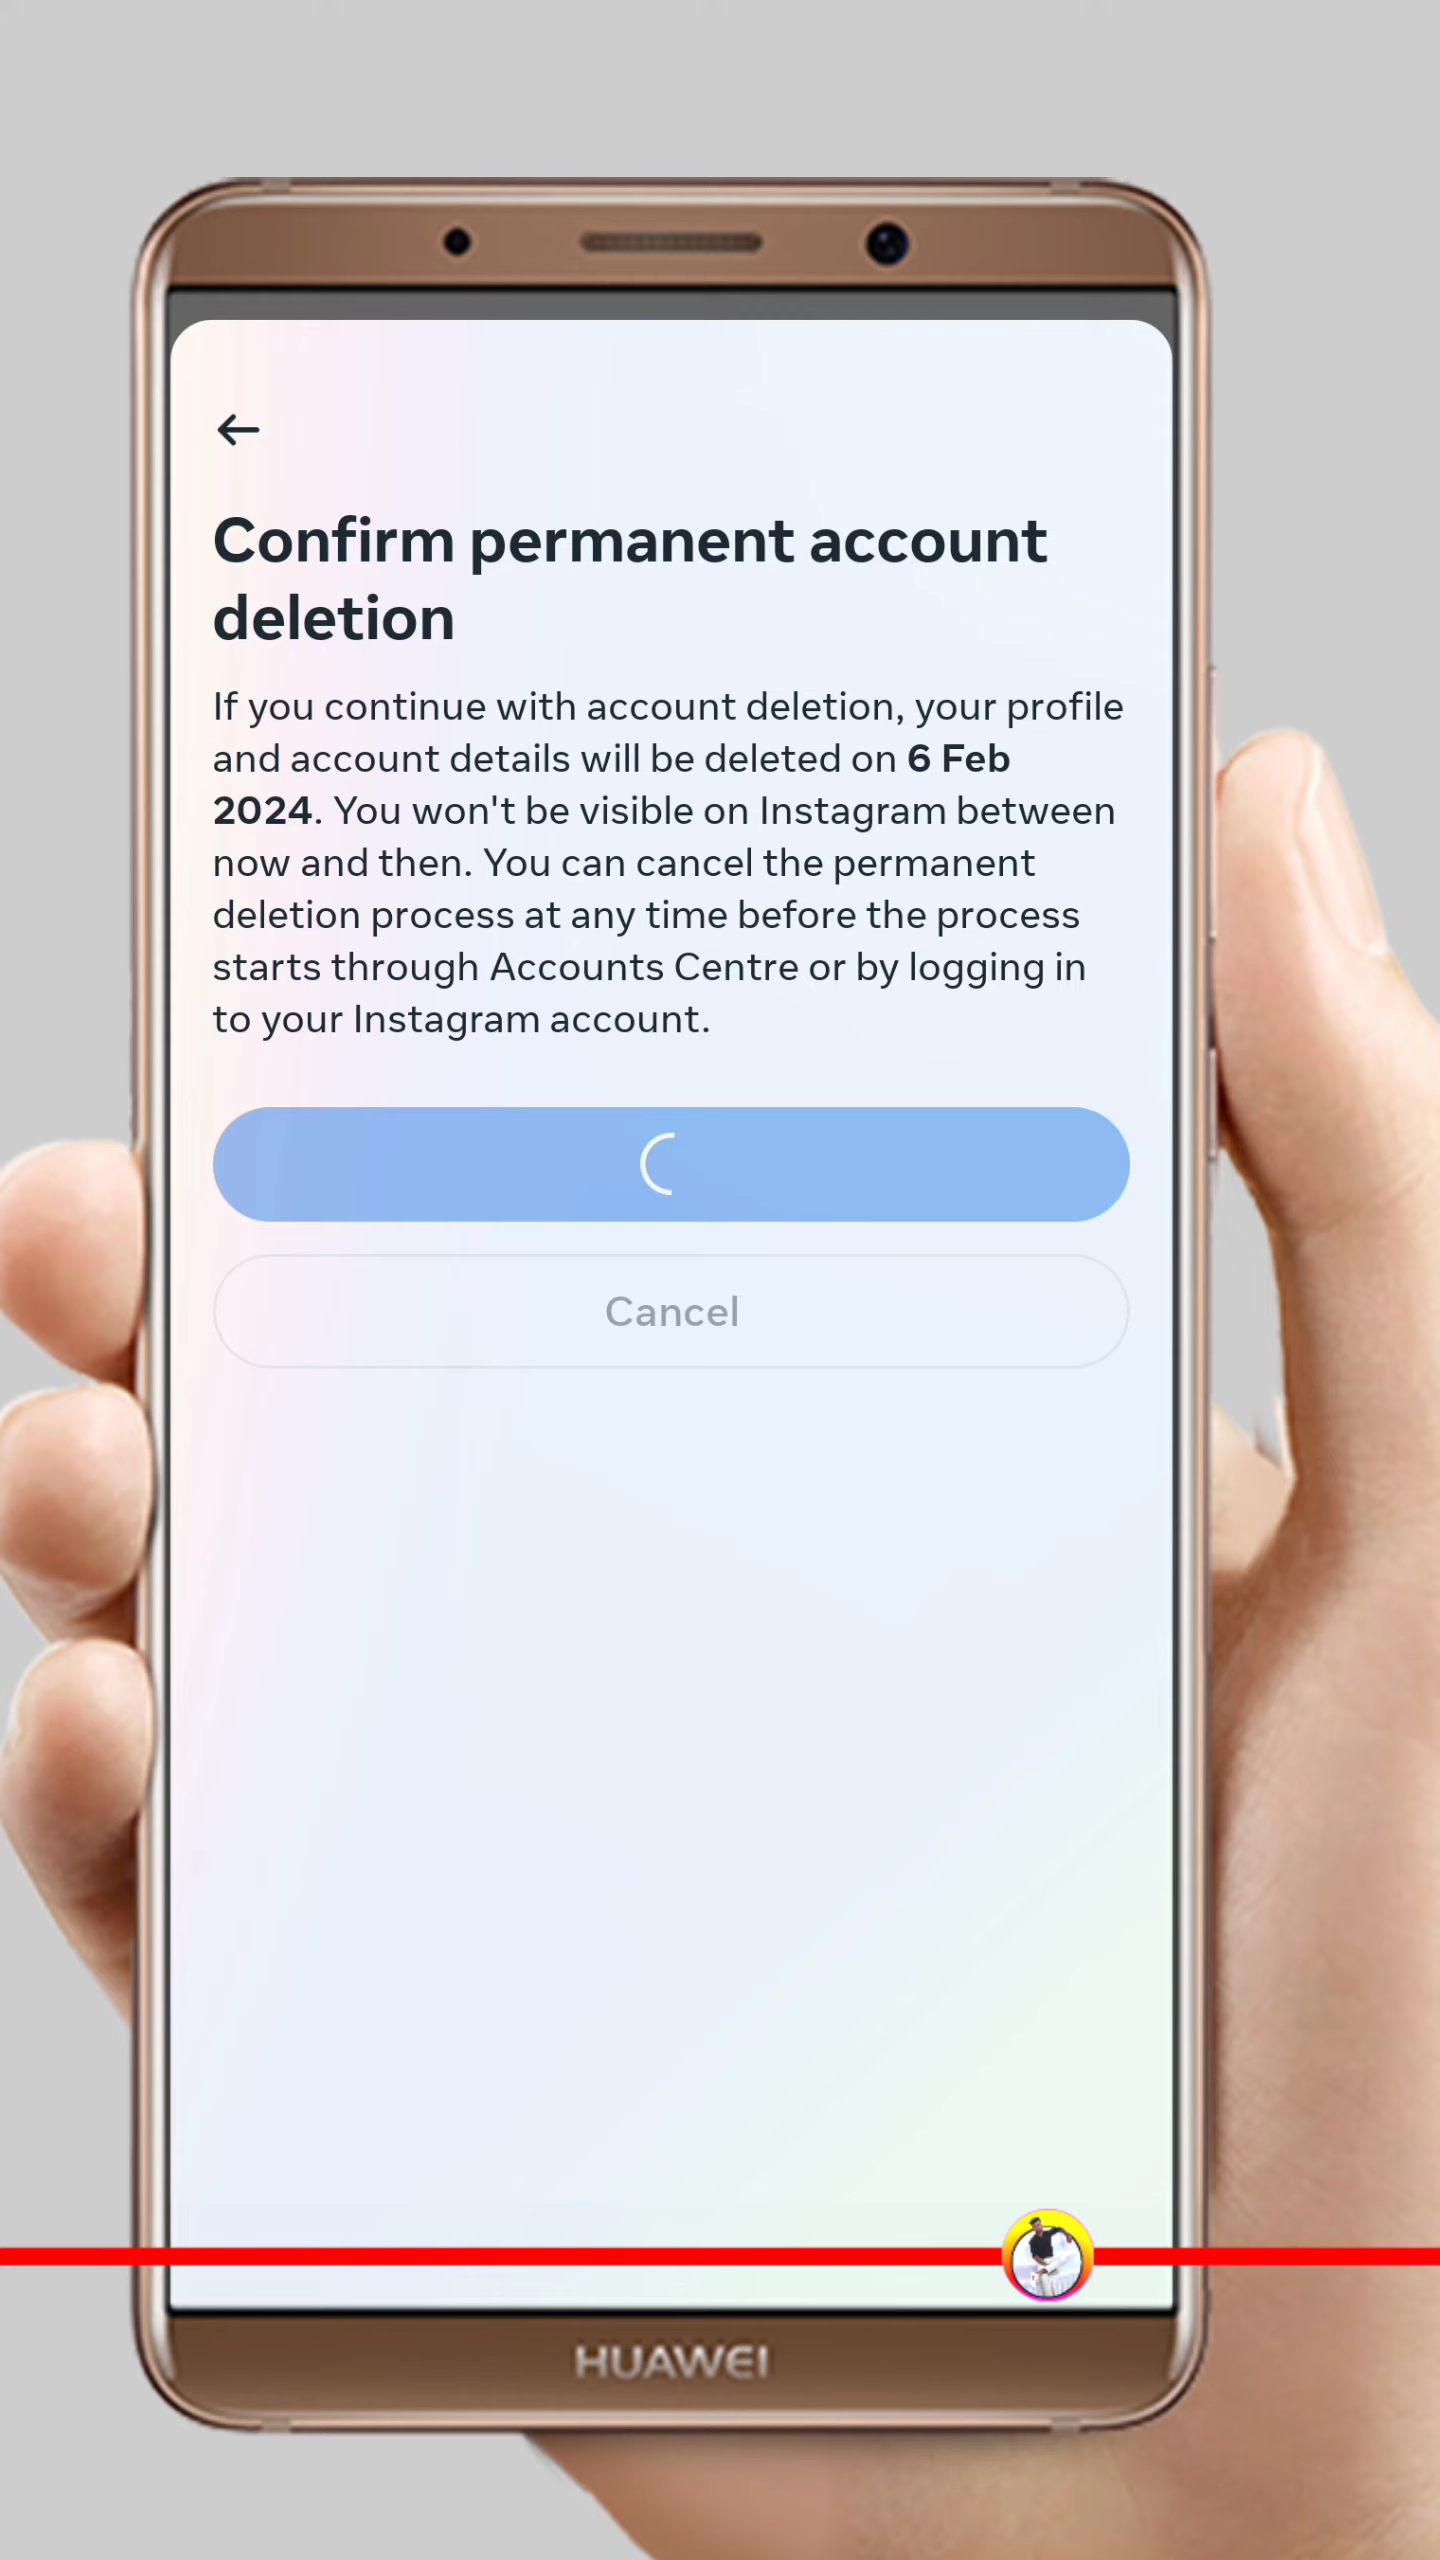 Confirm permanent account
deletion
If you continue with account deletion, your profile
and account details will be deleted on 6 Feb
2024. You won't be visible on Instagram between
now and then. You can cancel the permanent
deletion process at any time before the process
starts through Accounts Centre or by logging in
to your Instagram account.
Cancel
HUAWEI